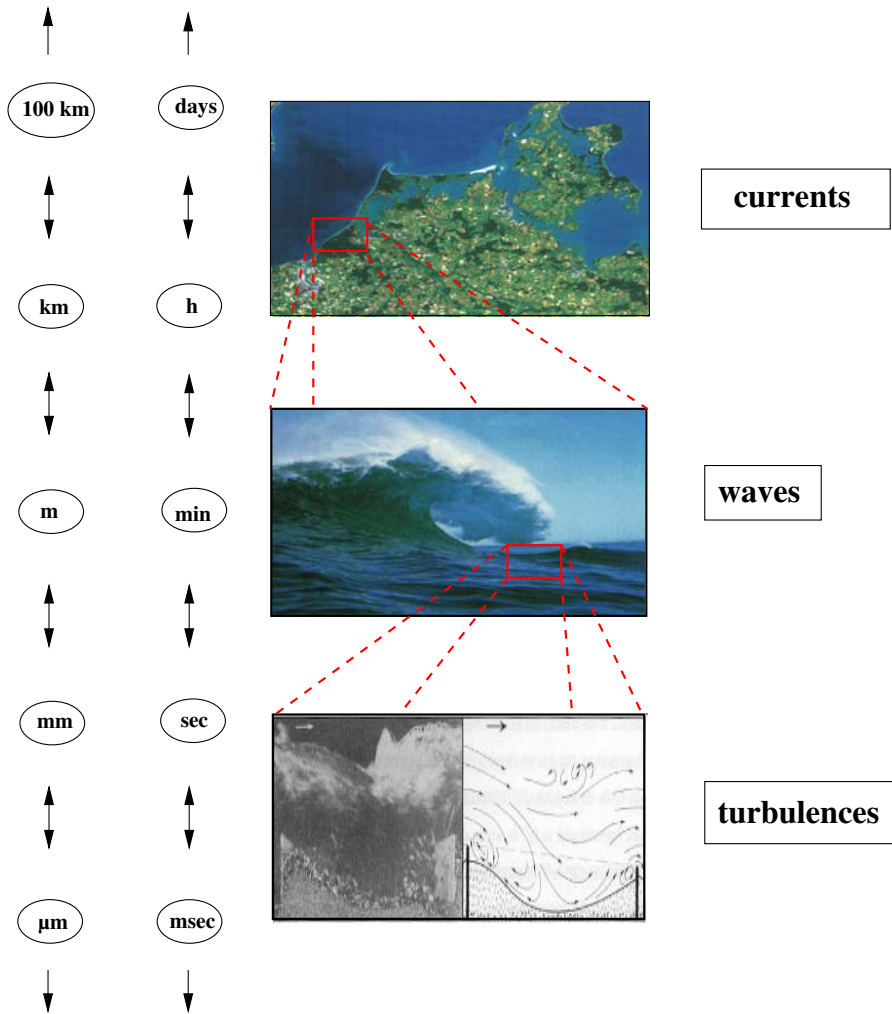 100 km
days
currents
km
h
m
min
waves
mm
sec
turbulences
μm
msec